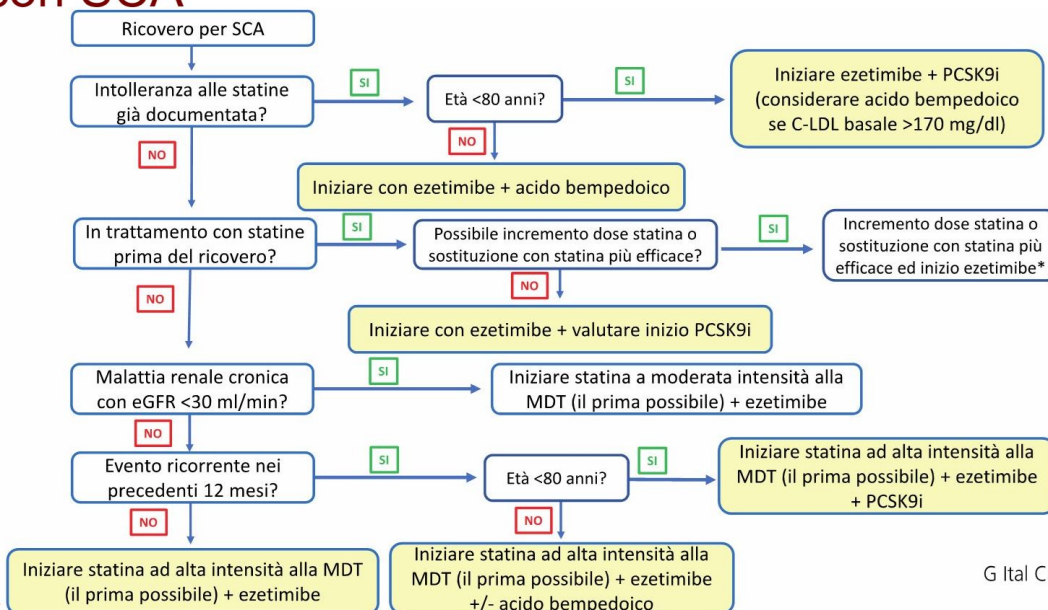 con SCA
Ricovero per SCA
Intolleranza alle statine
già documentata?
SI
Età <80 anni?
SI
Iniziare ezetimibe + PCSK9i
(considerare acido bempedoico
se C-LDL basale >170 mg/dl)
NO
NO
Iniziare con ezetimibe + acido bempedoico
In trattamento con statine
prima del ricovero?
SI
Possibile incremento dose statina o
sostituzione con statina più efficace?
SI
Incremento dose statina o
sostituzione con statina più
efficace ed inizio ezetimibe*
NO
NO
Iniziare con ezetimibe + valutare inizio PCSK9i
Malattia renale cronica
con eGFR <30 ml/min?
SI
Iniziare statina a moderata intensità alla
MDT (il prima possibile) + ezetimibe
NO
Evento ricorrente nei
precedenti 12 mesi?
SI
Età <80 anni?
SI
Iniziare statina ad alta intensità alla
MDT (il prima possibile) + ezetimibe
+ PCSK9i
NO
NO
Iniziare statina ad alta intensità alla MDT
(il prima possibile) + ezetimibe
Iniziare statina ad alta intensità alla
MDT (il prima possibile) + ezetimibe
+/- acido bempedoico
G Ital C